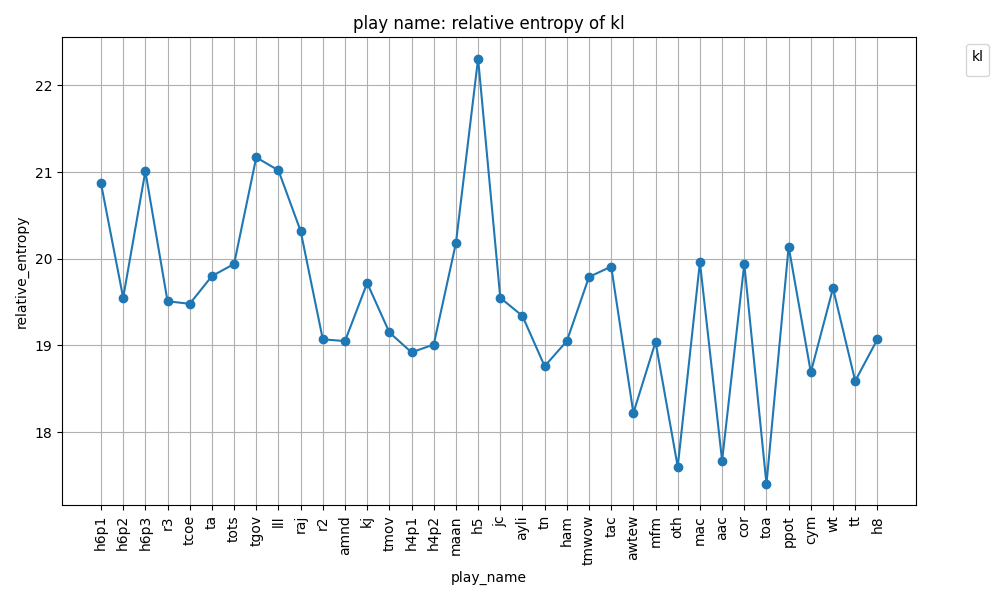 play name: relative entropy of kl
kl
22
21
20
19
18
relative_entropy
h6p1
h6p2
h6p3
r3
tcoe
ta
tots
tgov
lll
raj
r2
amnd
kj
tmov
h4p1
h4p2
maan
h5
jc
ayli
tn
ham
tmwow
tac
awtew
mfm
oth
mac
aac
cor
toa
ppot
cym
wt
tt
h8
play_name